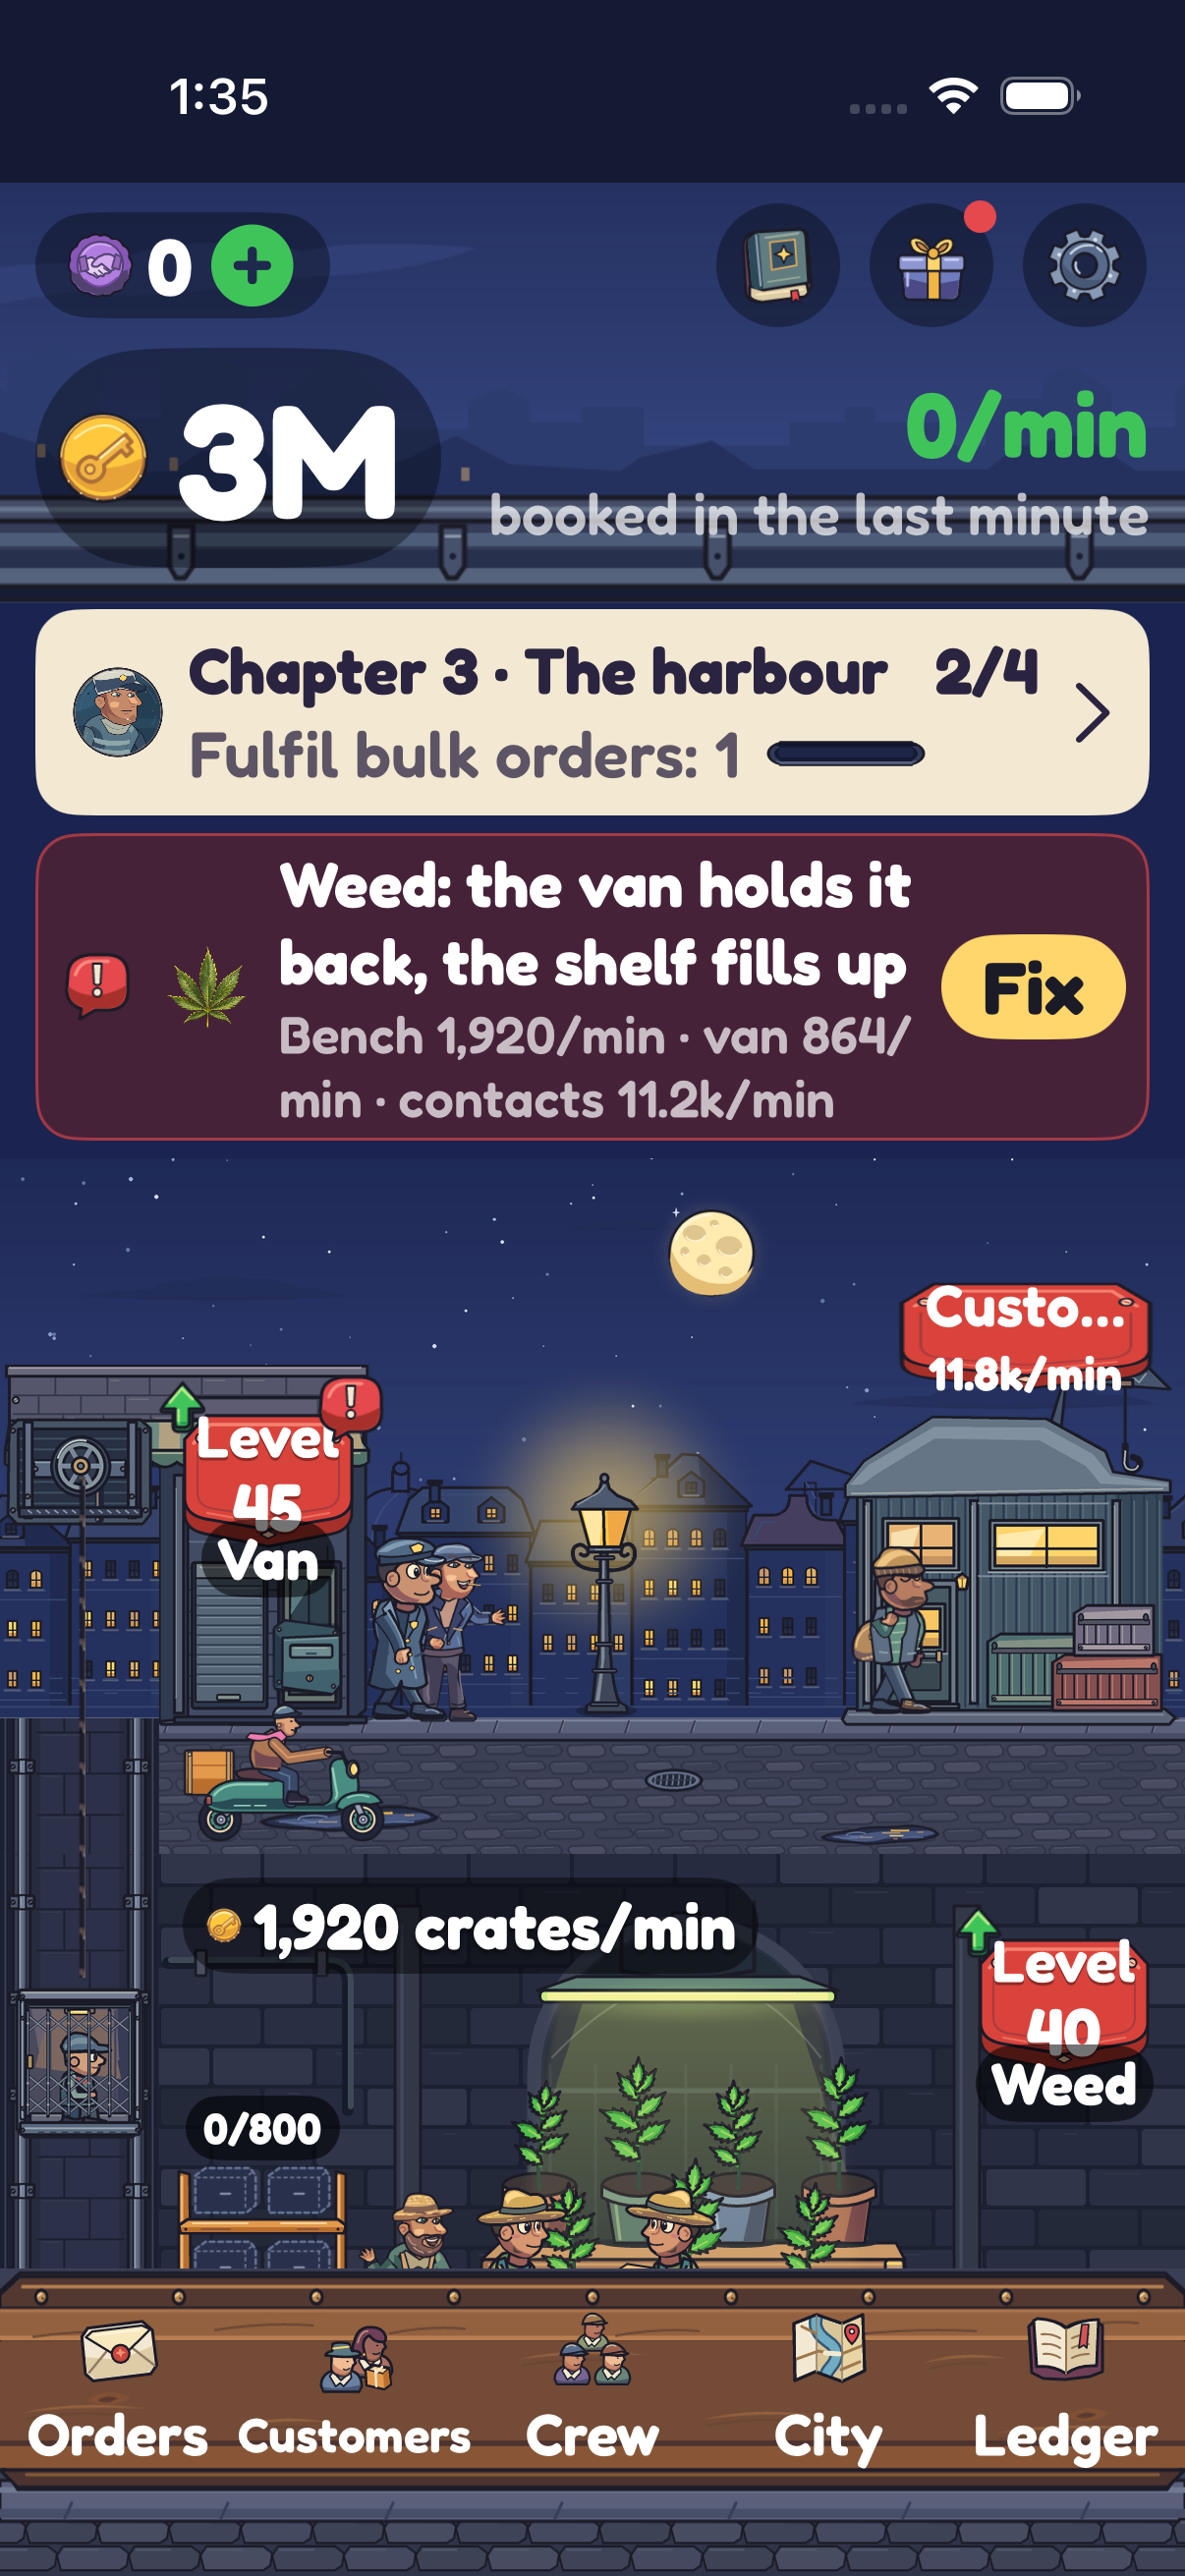 1:35
0
3M
0/min
booked in the last minute
Chapter 3 · The harbour 2/4
Fulfil bulk orders: 1
Weed: the van holds it
back, the shelf fills up
Bench 1,920/min · van 864/
min · contacts 11.2k/min
Fix
Custo...
11.8k/min
Level
45
Van
1,920 crates/min
Level
40
Weed
0/800
Orders
Customers
Crew
City
Ledger